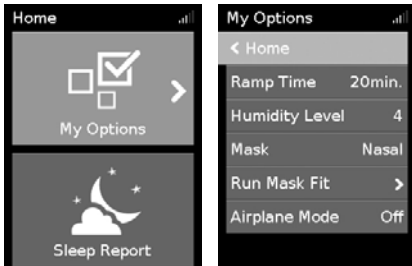 Home
My Options
Sleep Report
My Options
< Home
Ramp Time 20min.
Humidity Level 4
Mask Nasal
Run Mask Fit >
Airplane Mode Off